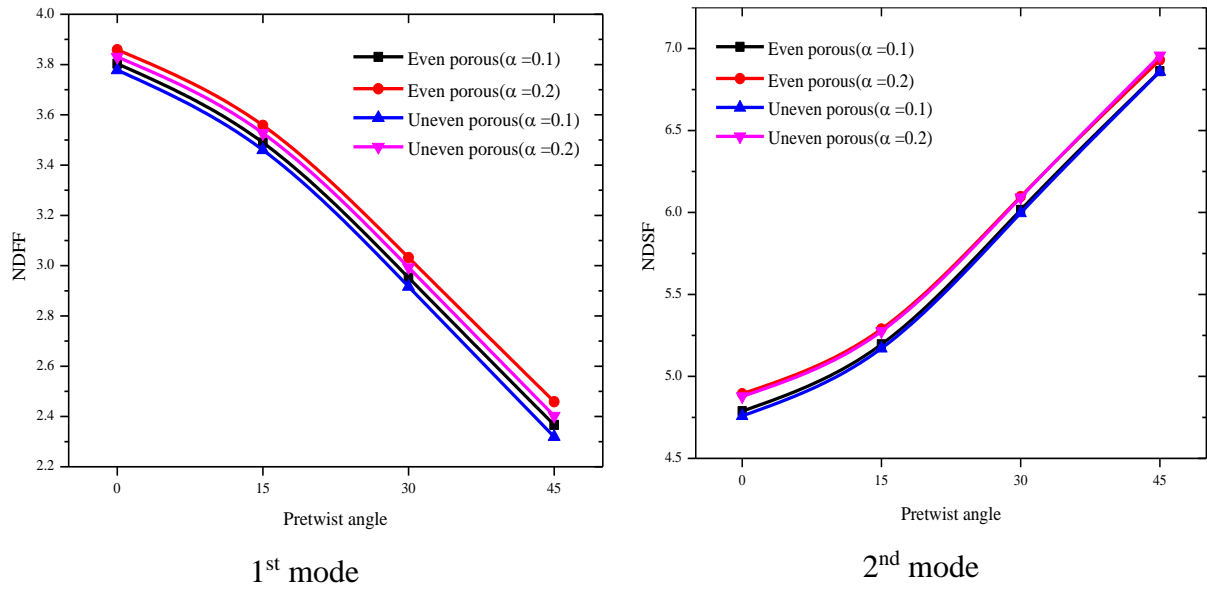 4.0
3.8
3.6
3.4
3.2
3.0
2.8
2.6
2.4
2.2
NDFF
Even porous(α =0.1)
Even porous(α =0.2)
Uneven porous(α =0.1)
Uneven porous(α =0.2)
0 15 30 45
Pretwist angle
1st mode
7.0
6.5
6.0
5.5
5.0
4.5
NDSF
Even porous(α =0.1)
Even porous(α =0.2)
Uneven porous(α =0.1)
Uneven porous(α =0.2)
0 15 30 45
Pretwist angle
2nd mode